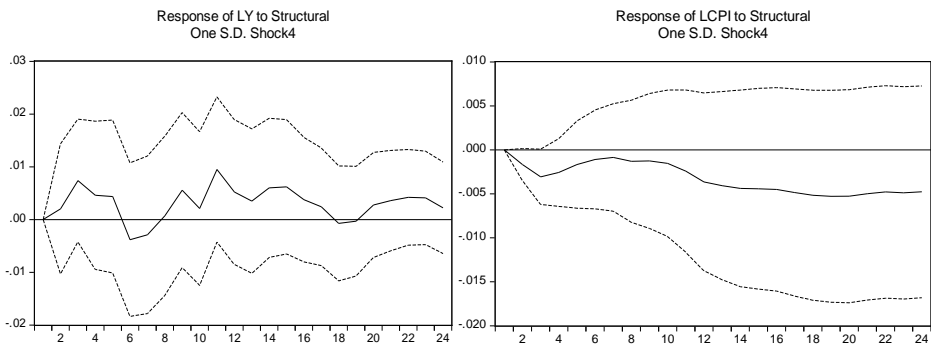 Response of LY to Structural
One S.D. Shock4
.03
.02
.01
.00
-.01
-.02
2 4 6 8 10 12 14 16 18 20 22 24
Response of LCPI to Structural
One S.D. Shock4
.010
.005
.000
-.005
-.010
-.015
-.020
2 4 6 8 10 12 14 16 18 20 22 24